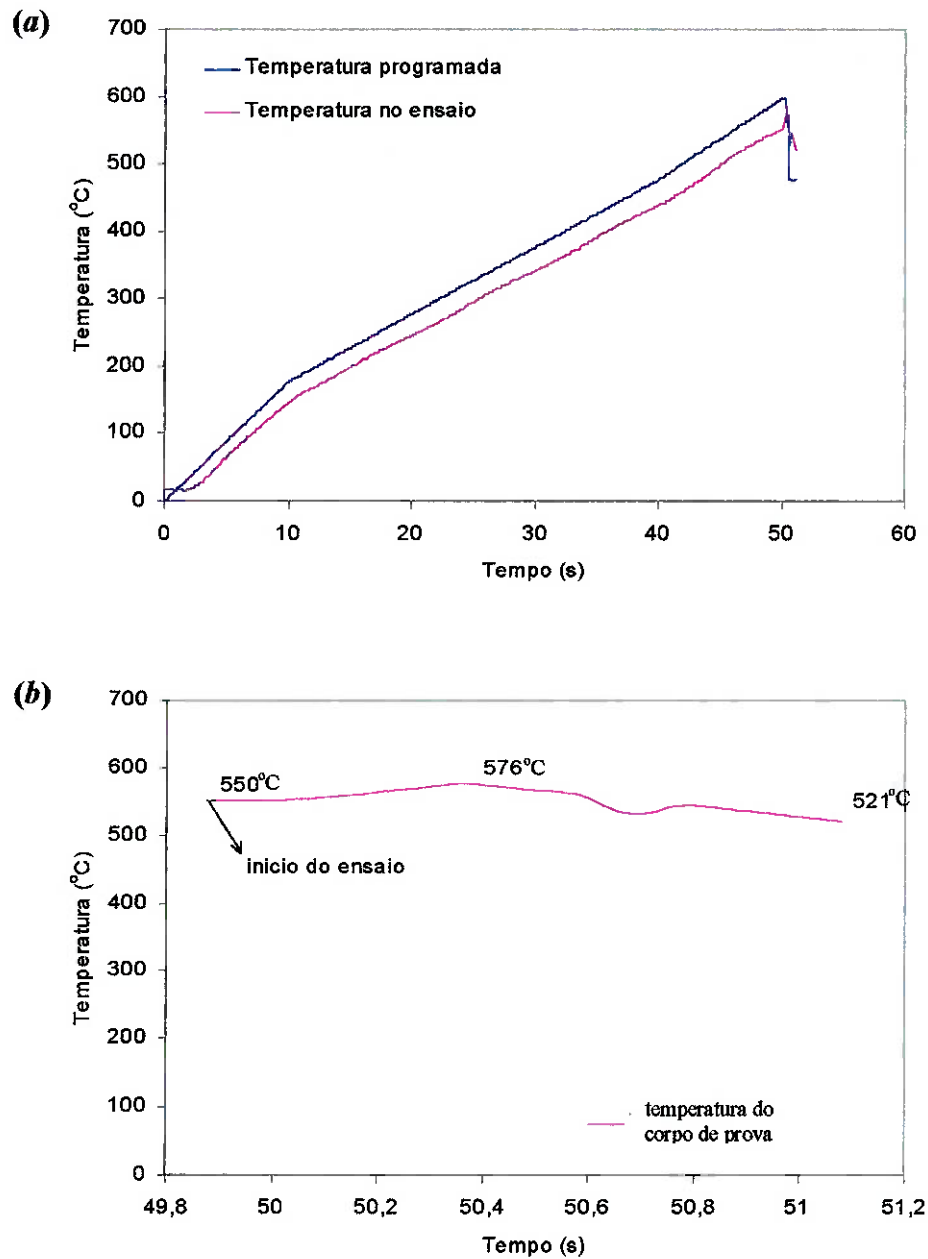 (a)
700
600
500
400
300
200
100
0
Temperatura (°C)
Temperatura programada
Temperatura no ensaio
0 10 20 30 40 50 60
Tempo (s)
(b)
700
600
500
400
300
200
100
0
Temperatura (°C)
550°C
576°C
521°C
inicio do ensaio
temperatura do
corpo de prova
49,8 50 50,2 50,4 50,6 50,8 51 51,2
Tempo (s)